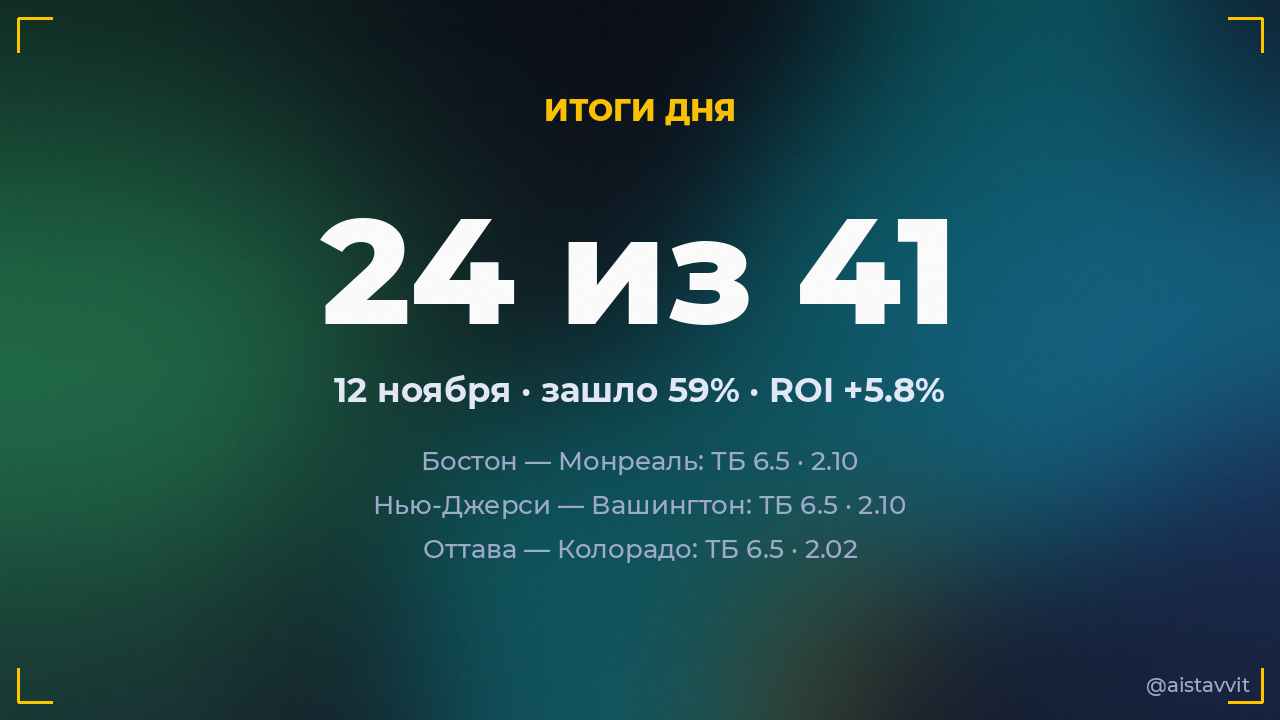 ИТОГИ ДНЯ
24 из 41
12 ноября · зашло 59% · ROI +5.8%
Бостон — Монреаль: ТБ 6.5 · 2.10
Нью-Джерси — Вашингтон: ТБ 6.5 · 2.10
Оттава — Колорадо: ТБ 6.5 · 2.02
@aistavvit